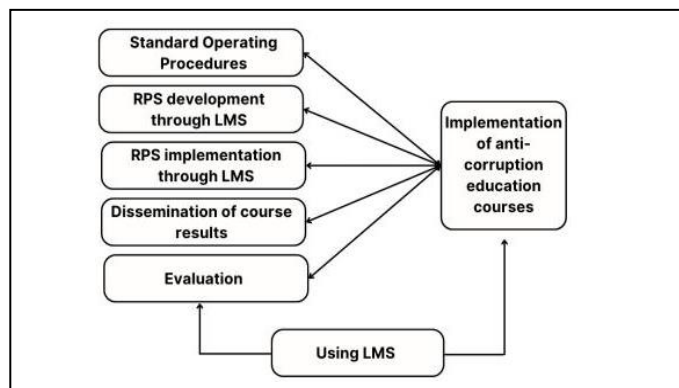 Standard Operating
Procedures
RPS development
through LMS
RPS implementation
through LMS
Dissemination of course
results
Evaluation
Implementation
of anti-
corruption
education
courses
Using LMS